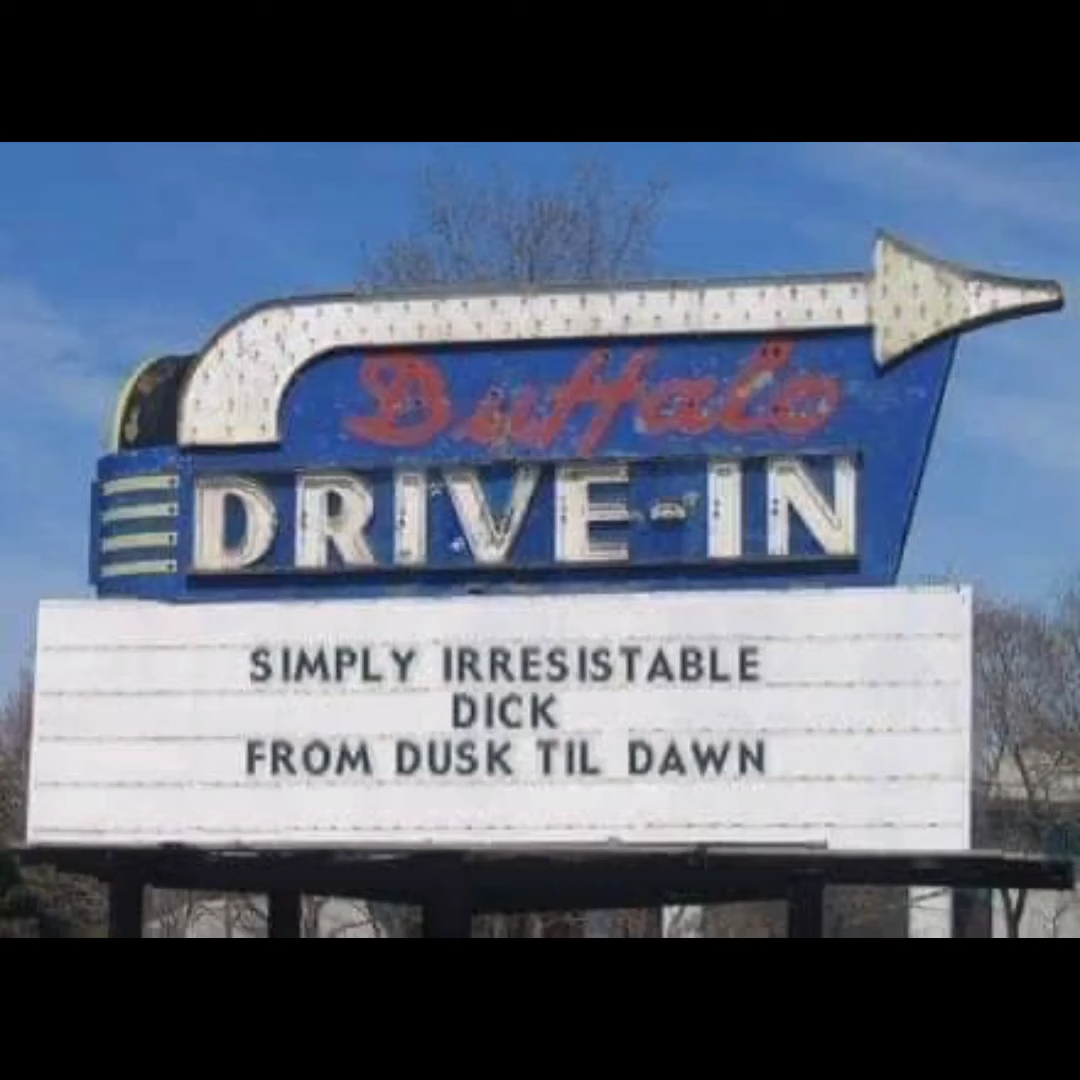 Buffalo
DRIVE-IN
SIMPLY IRRESISTABLE
DICK
FROM DUSK TIL DAWN